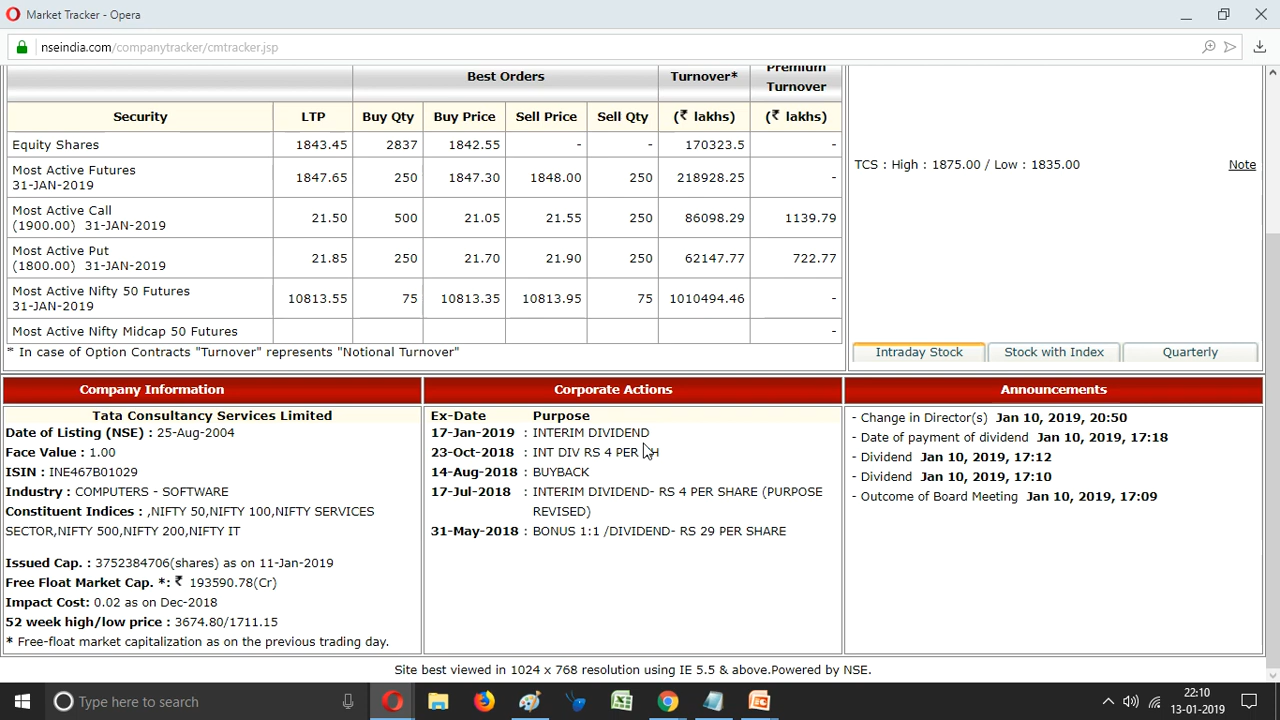 Market Tracker - Opera
nseindia.com/companytracker/cmtracker.jsp
Best Orders
Turnover*
Premium
Turnover
Security
LTP
Buy Qty
Buy Price
Sell Price
Sell Qty
(₹ lakhs)
(₹ lakhs)
Equity Shares 1843.45 2837 1842.55 - - 170323.5 -
Most Active Futures
31-JAN-2019 1847.65 250 1847.30 1848.00 250 218928.25 -
Most Active Call
(1900.00) 31-JAN-2019 21.50 500 21.05 21.55 250 86098.29 1139.79
Most Active Put
(1800.00) 31-JAN-2019 21.85 250 21.70 21.90 250 62147.77 722.77
Most Active Nifty 50 Futures
31-JAN-2019 10813.55 75 10813.35 10813.95 75 1010494.46 -
Most Active Nifty Midcap 50 Futures -
* In case of Option Contracts "Turnover" represents "Notional Turnover"
TCS : High : 1875.00 / Low : 1835.00 Note
Intraday Stock
Stock with Index
Quarterly
Company Information
Tata Consultancy Services Limited
Date of Listing (NSE) : 25-Aug-2004
Face Value : 1.00
ISIN : INE467B01029
Industry : COMPUTERS - SOFTWARE
Constituent Indices : ,NIFTY 50,NIFTY 100,NIFTY SERVICES
SECTOR,NIFTY 500,NIFTY 200,NIFTY IT
Issued Cap. : 3752384706(shares) as on 11-Jan-2019
Free Float Market Cap. *: ₹ 193590.78(Cr)
Impact Cost: 0.02 as on Dec-2018
52 week high/low price : 3674.80/1711.15
* Free-float market capitalization as on the previous trading day.
Corporate Actions
Ex-Date Purpose
17-Jan-2019 : INTERIM DIVIDEND
23-Oct-2018 : INT DIV RS 4 PER
14-Aug-2018 : BUYBACK
17-Jul-2018 : INTERIM DIVIDEND- RS 4 PER SHARE (PURPOSE
REVISED)
31-May-2018 : BONUS 1:1 /DIVIDEND- RS 29 PER SHARE
Announcements
- Change in Director(s) Jan 10, 2019, 20:50
- Date of payment of dividend Jan 10, 2019, 17:18
- Dividend Jan 10, 2019, 17:12
- Dividend Jan 10, 2019, 17:10
- Outcome of Board Meeting Jan 10, 2019, 17:09
Site best viewed in 1024 x 768 resolution using IE 5.5 & above.Powered by NSE.
Type here to search
22:10
13-01-2019